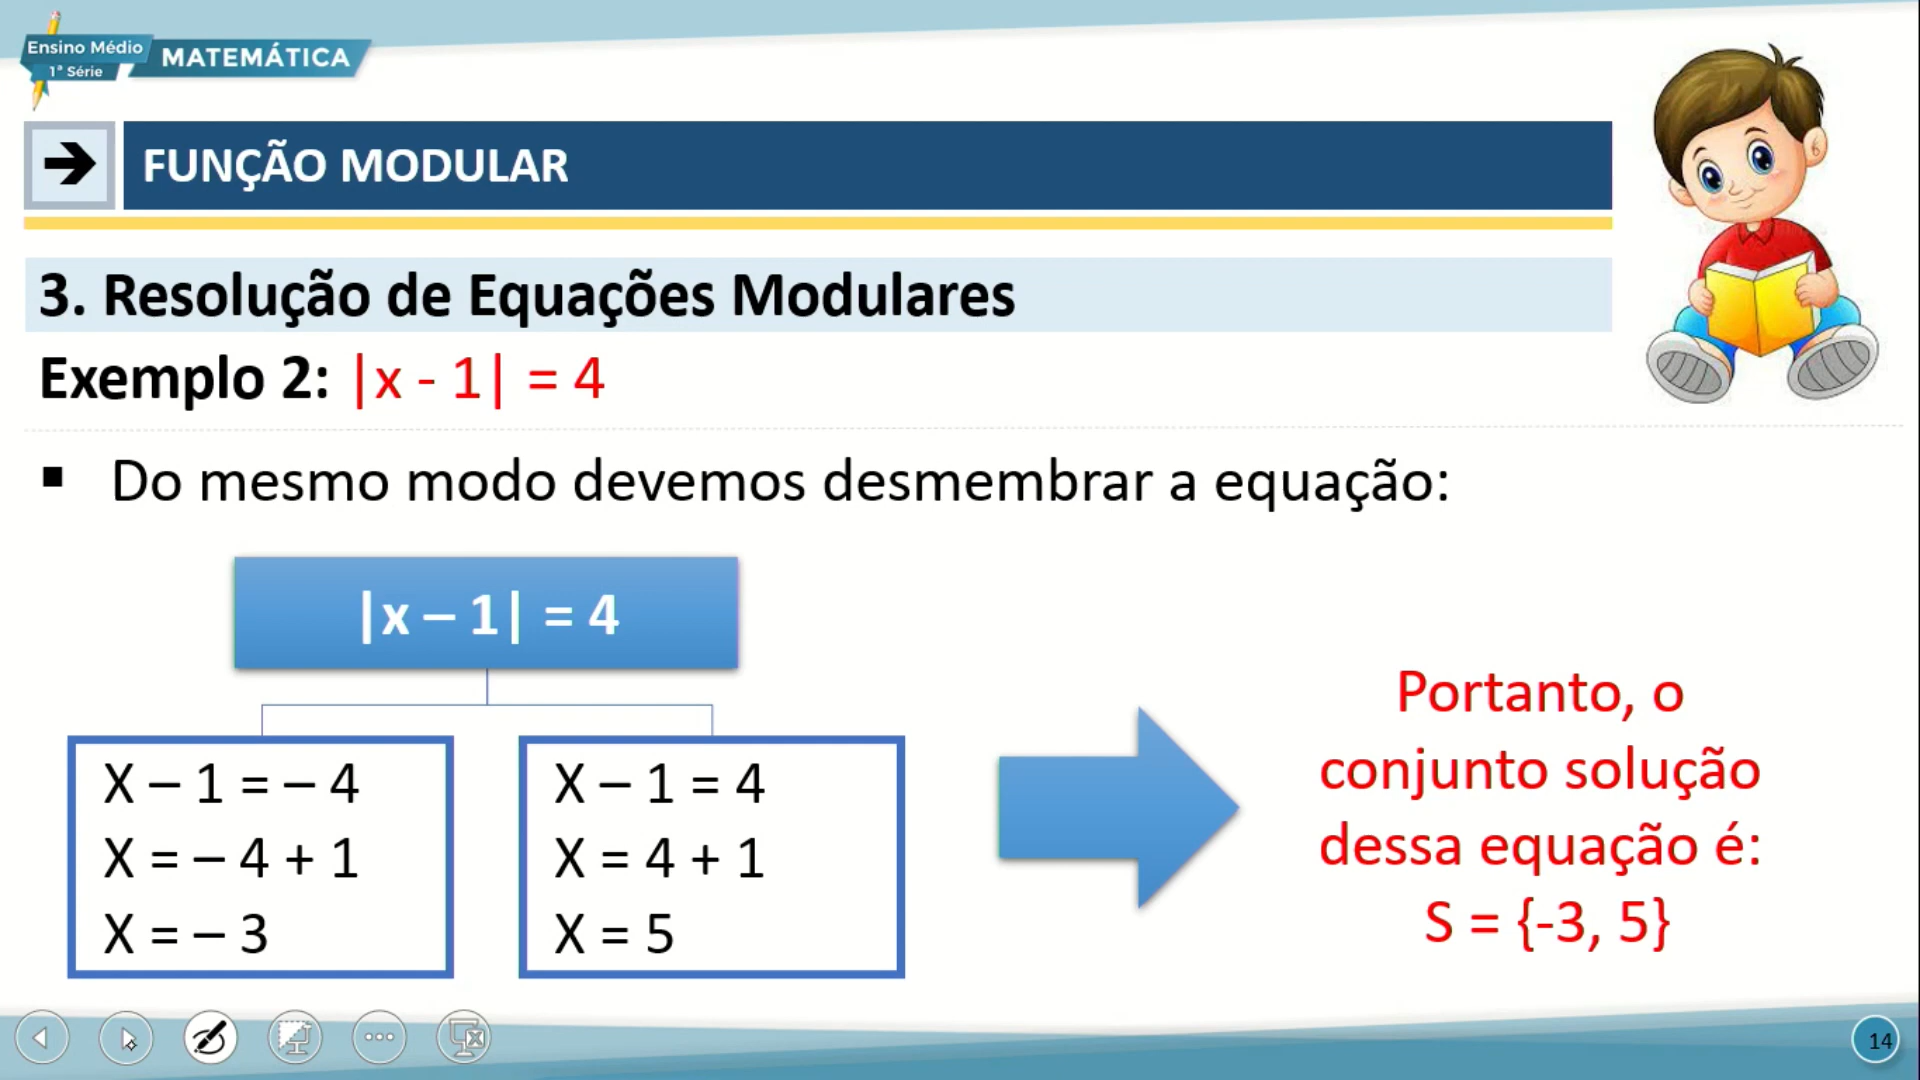 Ensino Médio
1ª Série
MATEMÁTICA
FUNÇÃO MODULAR
3. Resolução de Equações Modulares
Exemplo 2: |x - 1| = 4
▪ Do mesmo modo devemos desmembrar a equação:
|x – 1| = 4
X – 1 = – 4
X = – 4 + 1
X = – 3
X – 1 = 4
X = 4 + 1
X = 5
Portanto, o
conjunto solução
dessa equação é:
S = {-3, 5}
14